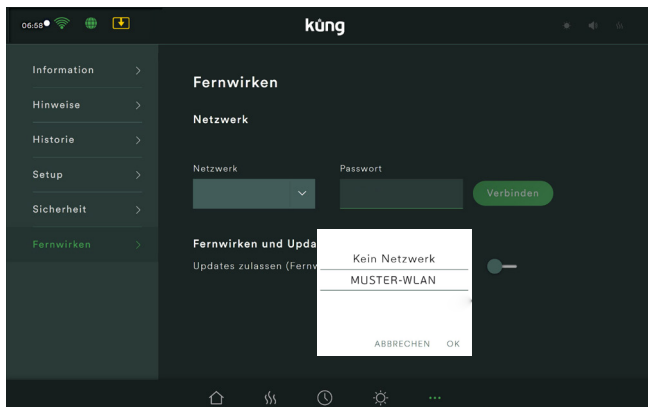 06:58
kûng
Information
Hinweise
Historie
Setup
Sicherheit
Fernwirken
Fernwirken
Netzwerk
Netzwerk Passwort
Verbinden
Fernwirken und Upda
Updates zulassen (Fernw
Kein Netzwerk
MUSTER-WLAN
ABBRECHEN OK